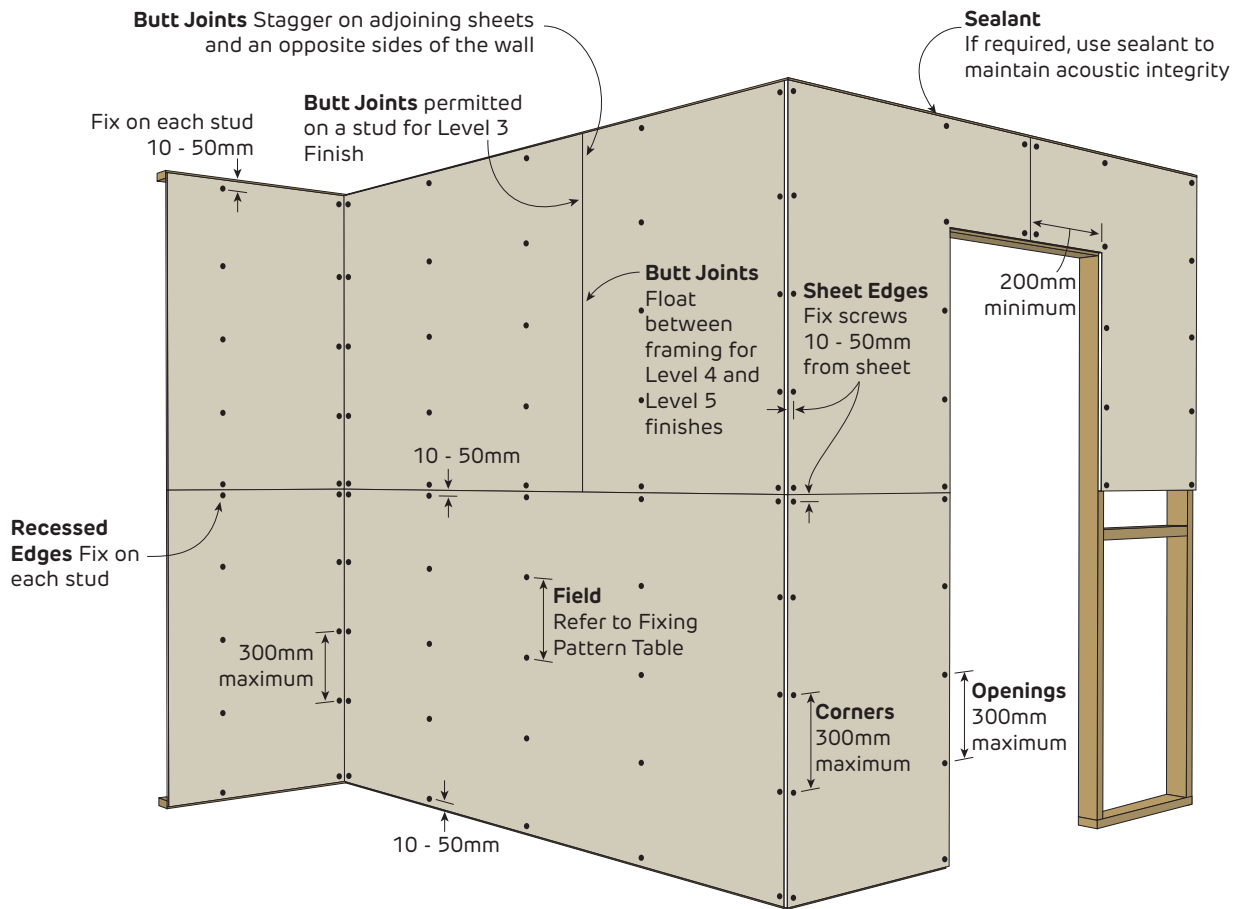 Butt Joints Stagger on adjoining sheets
and an opposite sides of the wall
Sealant
If required, use sealant to
maintain acoustic integrity
Butt Joints permitted
on a stud for Level 3
Finish
Fix on each stud
10 - 50mm
200mm
minimum
Butt Joints
Float
between
framing for
Level 4 and
Level 5
finishes
Sheet Edges
Fix screws
10 - 50mm
from sheet
10 - 50mm
Recessed
Edges Fix on
each stud
Field
Refer to Fixing
Pattern Table
300mm
maximum
Corners
300mm
maximum
Openings
300mm
maximum
10 - 50mm